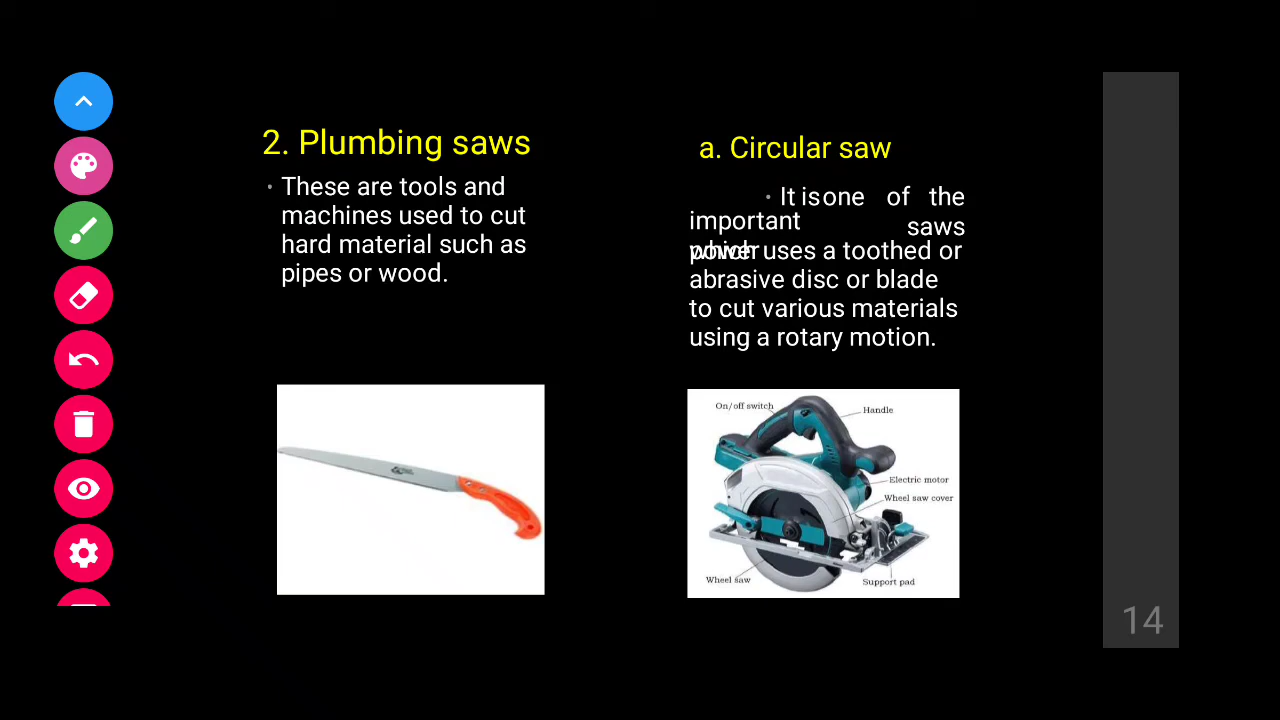 2. Plumbing saws
• These are tools and
machines used to cut
hard material such as
pipes or wood.
a. Circular saw
• It isone of the
important saws
power
which uses a toothed or
abrasive disc or blade
to cut various materials
using a rotary motion.
On/off switch
Handle
Electric motor
Wheel saw cover
Wheel saw
Support pad
14